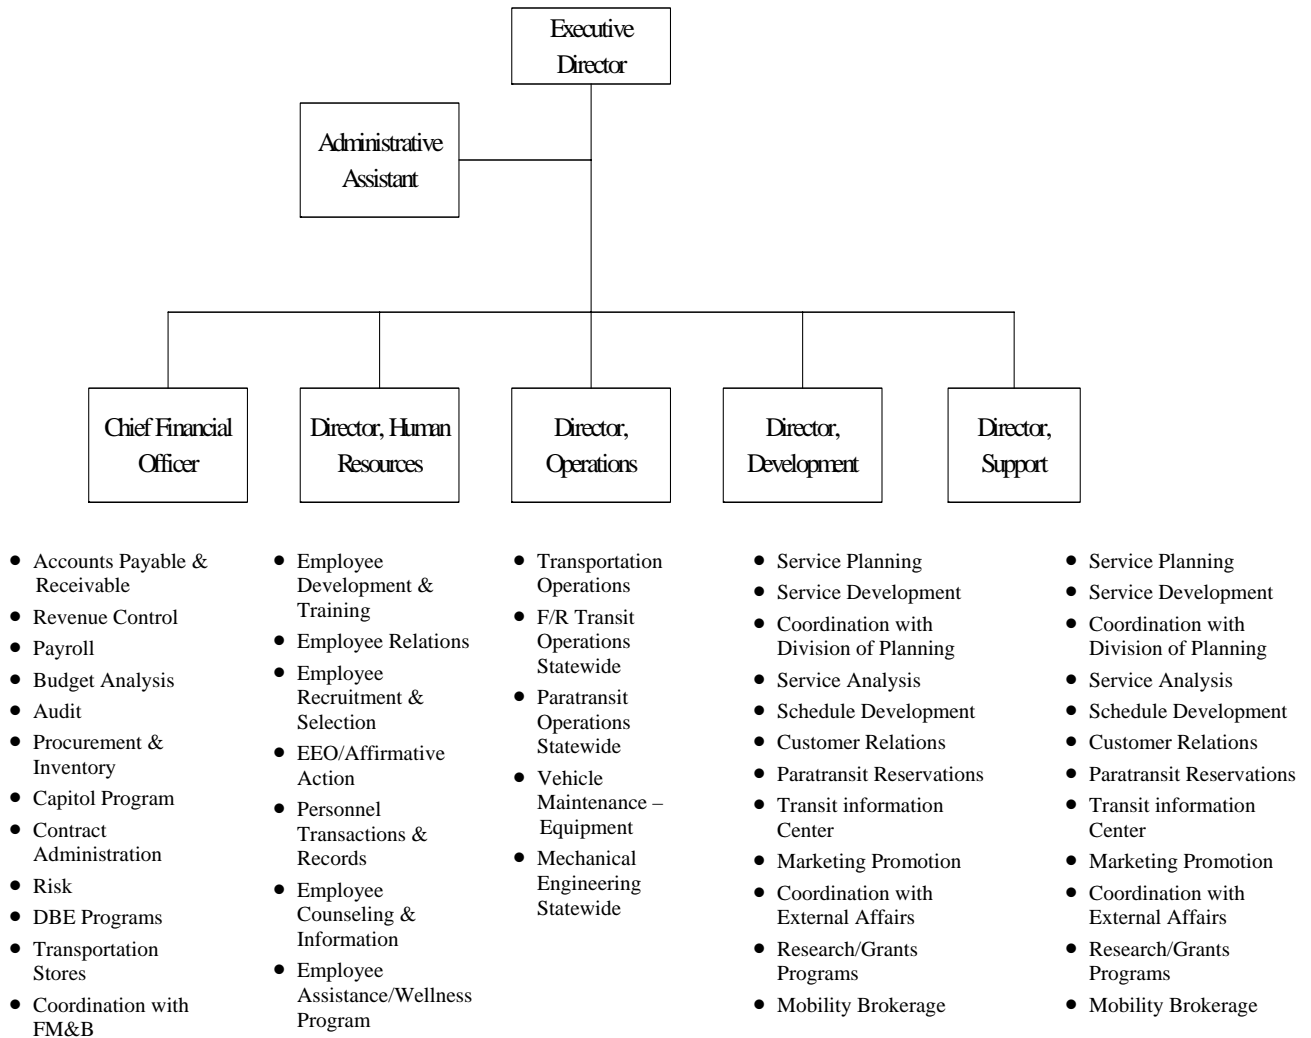 Executive
Director
Administrative
Assistant
Chief Financial
Officer
Director, Human
Resources
Director,
Operations
Director,
Development
Director,
Support
• Accounts Payable &
Receivable
• Revenue Control
• Payroll
• Budget Analysis
• Audit
• Procurement &
Inventory
• Capitol Program
• Contract
Administration
• Risk
• DBE Programs
• Transportation
Stores
• Coordination with
FM&B
• Employee
Development &
Training
• Employee Relations
• Employee
Recruitment &
Selection
• EEO/Affirmative
Action
• Personnel
Transactions &
Records
• Employee
Counseling &
Information
• Employee
Assistance/Wellness
Program
• Transportation
Operations
• F/R Transit
Operations
Statewide
• Paratransit
Operations
Statewide
• Vehicle
Maintenance –
Equipment
• Mechanical
Engineering
Statewide
• Service Planning
• Service Development
• Coordination with
Division of Planning
• Service Analysis
• Schedule Development
• Customer Relations
• Paratransit Reservations
• Transit information
Center
• Marketing Promotion
• Coordination with
External Affairs
• Research/Grants
Programs
• Mobility Brokerage
• Service Planning
• Service Development
• Coordination with
Division of Planning
• Service Analysis
• Schedule Development
• Customer Relations
• Paratransit Reservations
• Transit information
Center
• Marketing Promotion
• Coordination with
External Affairs
• Research/Grants
Programs
• Mobility Brokerage